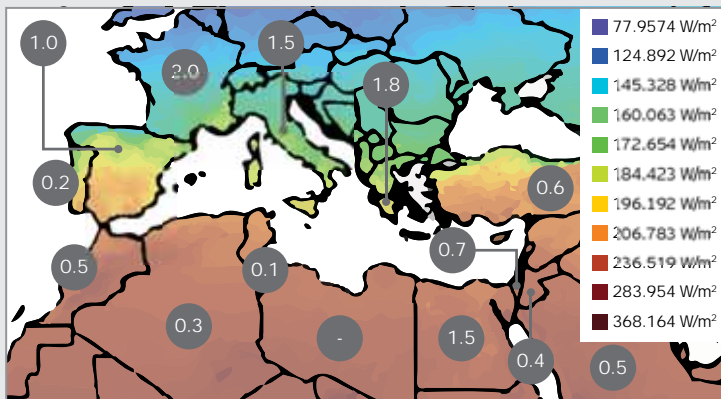 1.0
1.5
2.0
1.8
0.2
0.6
0.7
0.5
0.1
0.3
-
1.5
0.4
0.5
77.9574 W/m²
124.892 W/m²
145.328 W/m²
160.063 W/m²
172.654 W/m²
184.423 W/m²
196.192 W/m²
206.783 W/m²
236.519 W/m²
283.954 W/m²
368.164 W/m²